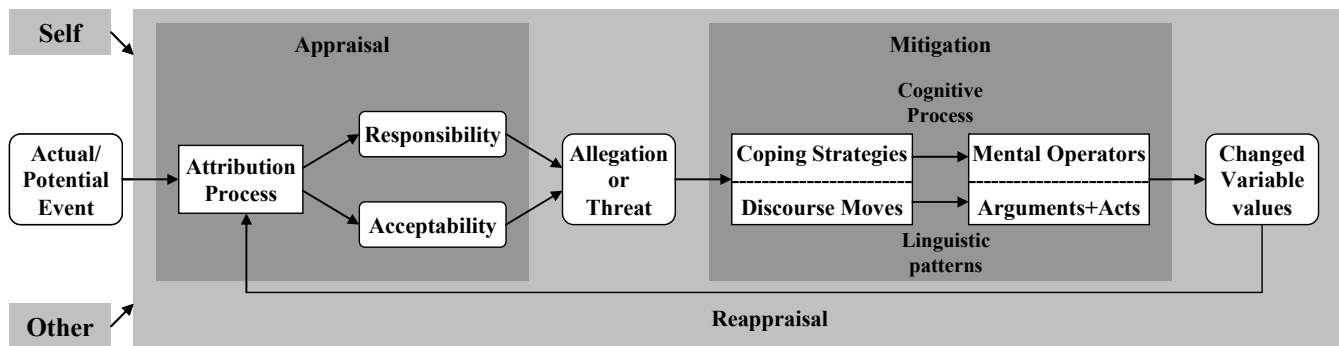 Self
Other
Actual/
Potential
Event
Appraisal
Attribution
Process
Responsibility
Acceptability
Allegation
or
Threat
Mitigation
Cognitive
Process
Coping Strategies
Discourse Moves
Mental Operators
Arguments+Acts
Linguistic
patterns
Changed
Variable
values
Reappraisal